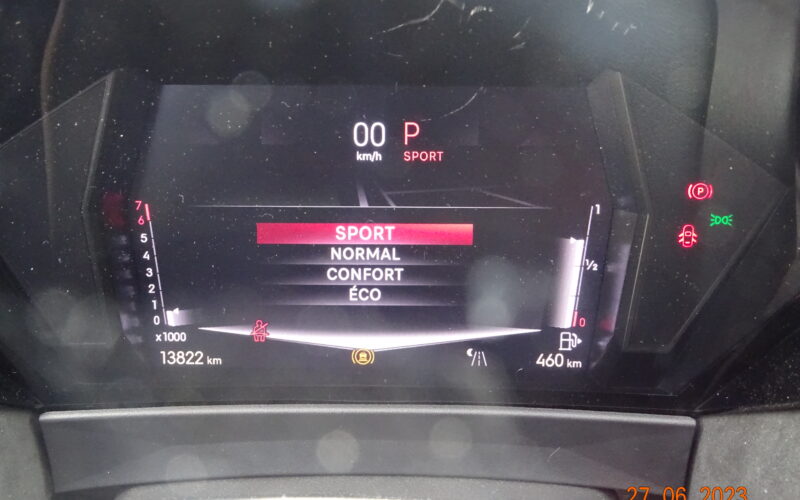 00 P
km/h SPORT
7
6
5
4
3
2
1
0
x1000
SPORT
NORMAL
CONFORT
ÉCO
1
1/2
0
P
13822 km
460 km
27.06.2023